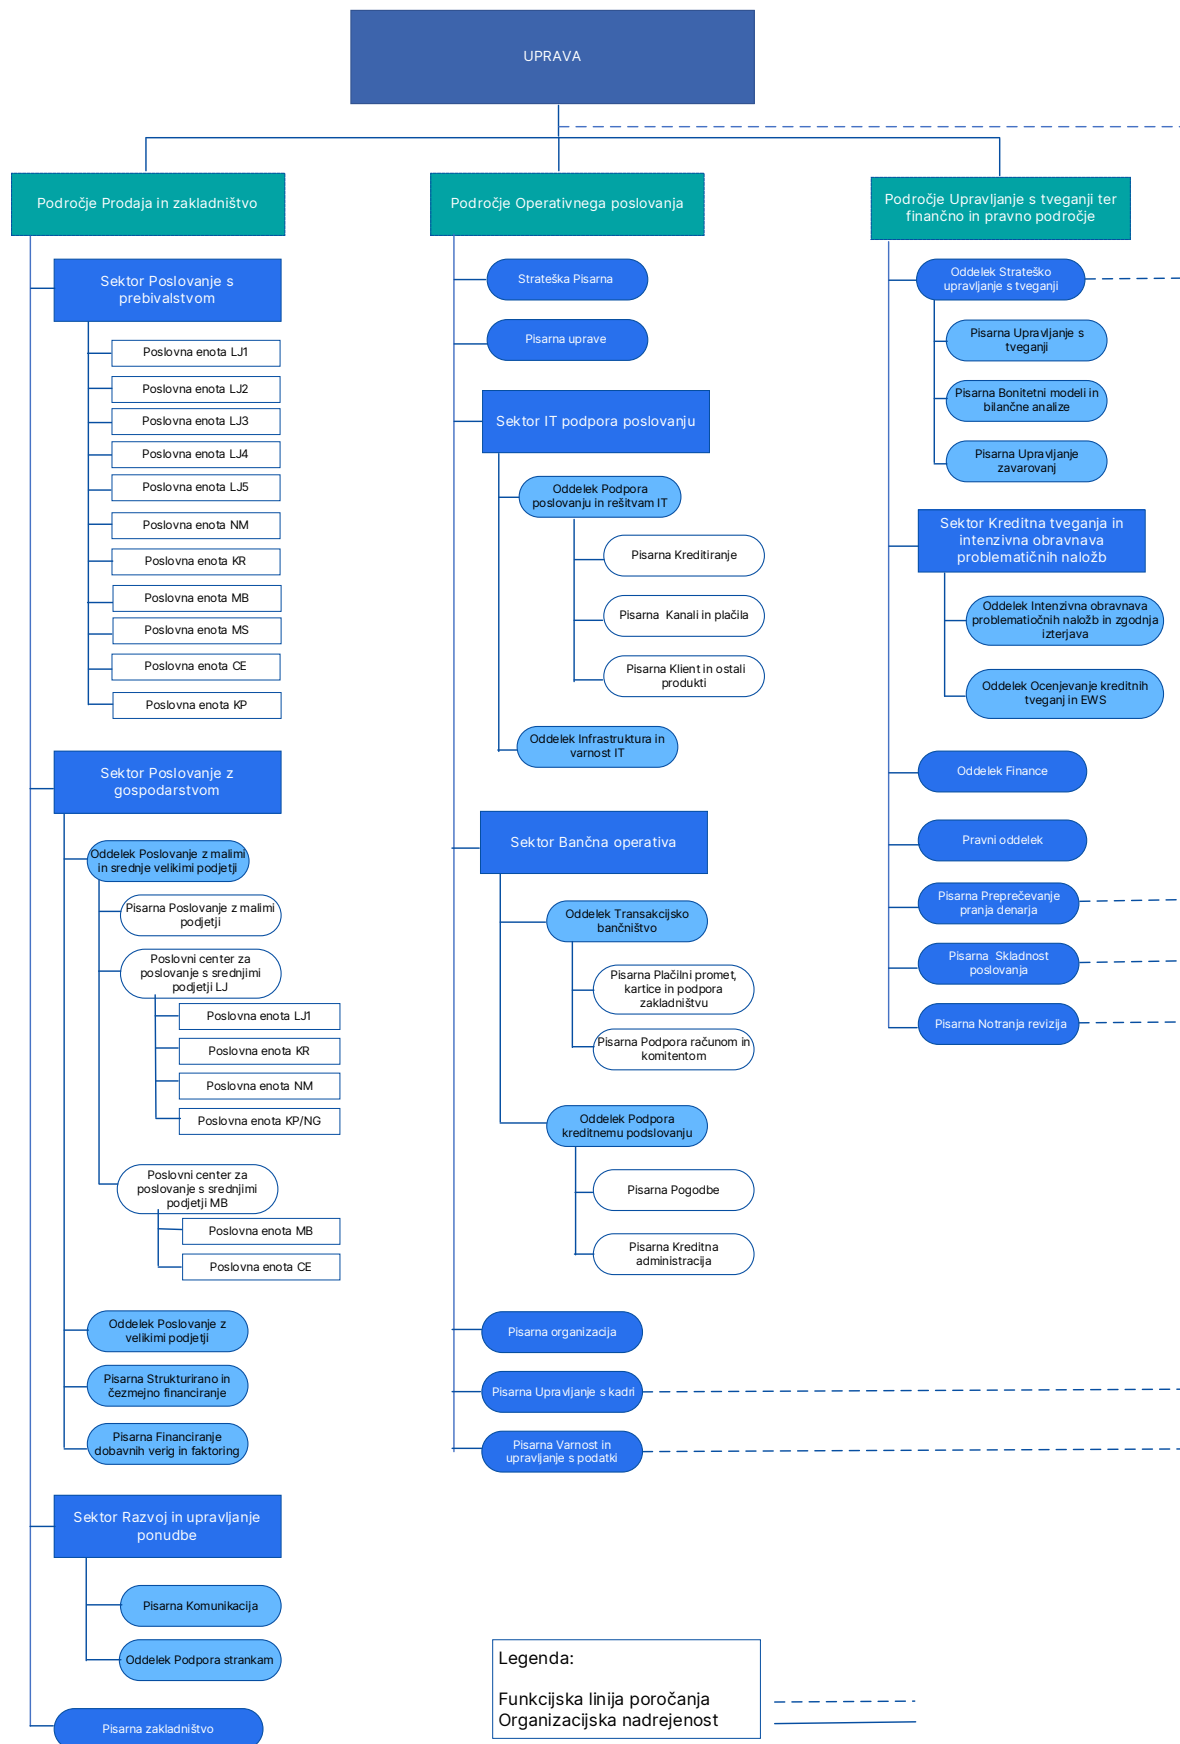 UPRAVA
Področje Prodaja in zakladništvo
Sektor Poslovanje s
prebivalstvom
Poslovna enota LJ1
Poslovna enota LJ2
Poslovna enota LJ3
Poslovna enota LJ4
Poslovna enota LJ5
Poslovna enota NM
Poslovna enota KR
Poslovna enota MB
Poslovna enota MS
Poslovna enota CE
Poslovna enota KP
Sektor Poslovanje z
gospodarstvom
Oddelek Poslovanje z malimi
in srednje velikimi podjetji
Pisarna Poslovanje z malimi
podjetji
Poslovni center za
poslovanje s srednjimi
podjetji LJ
Poslovna enota LJ1
Poslovna enota KR
Poslovna enota NM
Poslovna enota KP/NG
Poslovni center za
poslovanje s srednjimi
podjetji MB
Poslovna enota MB
Poslovna enota CE
Oddelek Poslovanje z
velikimi podjetji
Pisarna Strukturirano in
čezmejno financiranje
Pisarna Financiranje
dobavnih verig in faktoring
Sektor Razvoj in upravljanje
ponudbe
Pisarna Komunikacija
Oddelek Podpora strankam
Pisarna zakladništvo
Področje Operativnega poslovanja
Strateška Pisarna
Pisarna uprave
Sektor IT podpora poslovanju
Oddelek Podpora
poslovanju in rešitvam IT
Pisarna Kreditiranje
Pisarna  Kanali in plačila
Pisarna Klient in ostali
produkti
Oddelek Infrastruktura in
varnost IT
Sektor Bančna operativa
Oddelek Transakcijsko
bančništvo
Pisarna Plačilni promet,
kartice in podpora
zakladništvu
Pisarna Podpora računom in
komitentom
Oddelek Podpora
kreditnemu podslovanju
Pisarna Pogodbe
Pisarna Kreditna
administracija
Pisarna organizacija
Pisarna Upravljanje s kadri
Pisarna Varnost in
upravljanje s podatki
Področje Upravljanje s tveganji ter
finančno in pravno področje
Oddelek Strateško
upravljanje s tveganji
Pisarna Upravljanje s
tveganji
Pisarna Bonitetni modeli in
bilančne analize
Pisarna Upravljanje
zavarovanj
Sektor Kreditna tveganja in
intenzivna obravnava
problematičnih naložb
Oddelek Intenzivna obravnava
problematiočnih naložb in zgodnja
izterjava
Oddelek Ocenjevanje kreditnih
tveganj in EWS
Oddelek Finance
Pravni oddelek
Pisarna Preprečevanje
pranja denarja
Pisarna  Skladnost
poslovanja
Pisarna Notranja revizija
Legenda:
Funkcijska linija poročanja
Organizacijska nadrejenost